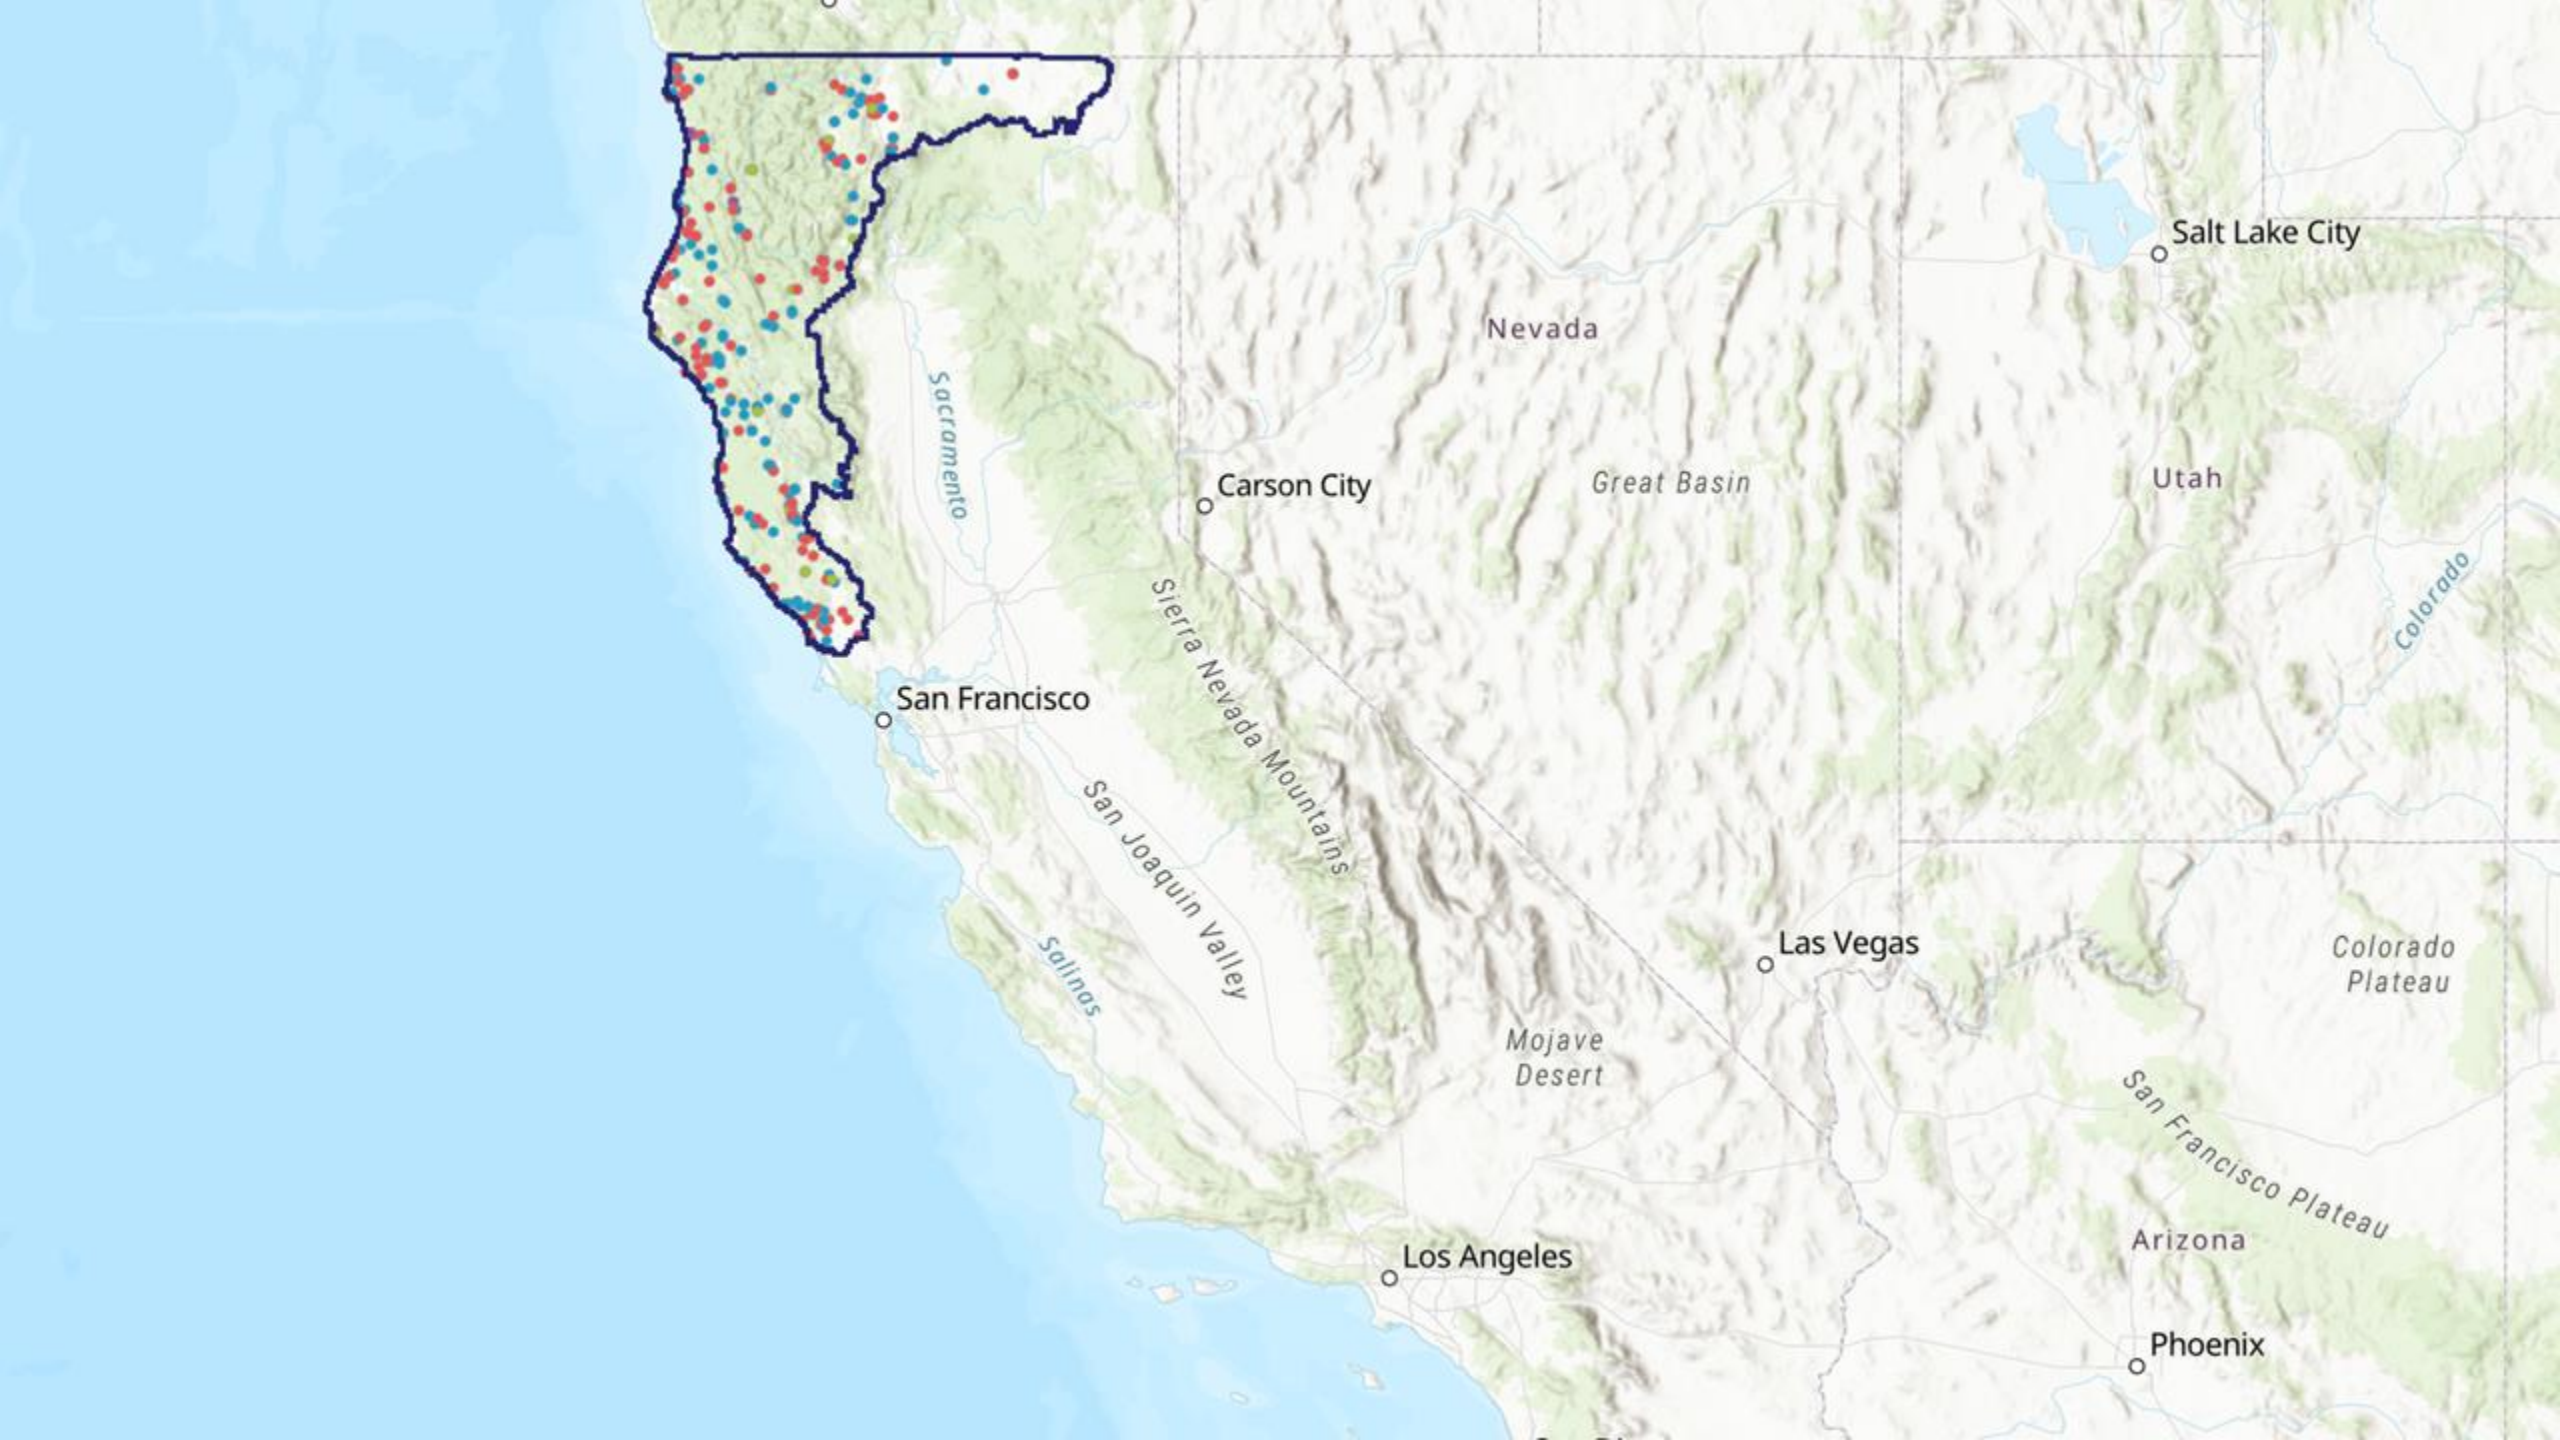 Salt Lake City
Nevada
Sacramento
Carson City
Great Basin
Utah
Colorado
Sierra Nevada Mountains
San Francisco
San Joaquin Valley
Las Vegas
Colorado
Plateau
Salinas
Mojave
Desert
San Francisco Plateau
Arizona
Los Angeles
Phoenix